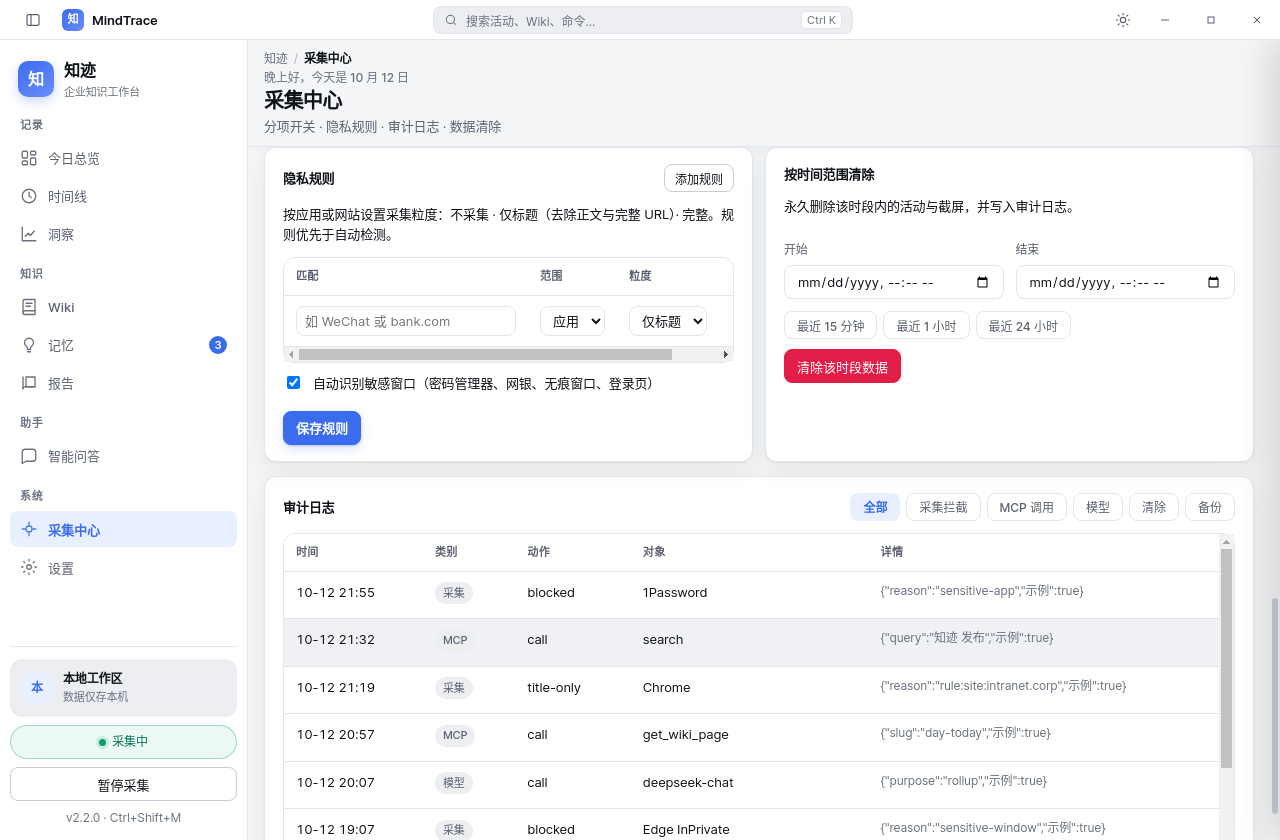 知 MindTrace
搜索活动、Wiki、命令... Ctrl K
知 知迹
企业知识工作台
记录
今日总览
时间线
洞察
知识
Wiki
记忆 3
报告
助手
智能问答
系统
采集中心
设置
本 本地工作区
数据仅存本机
采集中
暂停采集
v2.2.0 · Ctrl+Shift+M
知迹 / 采集中心
晚上好，今天是 10 月 12 日
采集中心
分项开关 · 隐私规则 · 审计日志 · 数据清除
隐私规则 添加规则
按应用或网站设置采集粒度：不采集 · 仅标题（去除正文与完整 URL）· 完整。规
则优先于自动检测。
匹配 范围 粒度
如 WeChat 或 bank.com 应用 仅标题
自动识别敏感窗口（密码管理器、网银、无痕窗口、登录页）
保存规则
按时间范围清除
永久删除该时段内的活动与截屏，并写入审计日志。
开始 结束
mm/dd/yyyy, --:-- -- mm/dd/yyyy, --:-- --
最近 15 分钟 最近 1 小时 最近 24 小时
清除该时段数据
审计日志 全部 采集拦截 MCP 调用 模型 清除 备份
时间 类别 动作 对象 详情
10-12 21:55 采集 blocked 1Password {"reason":"sensitive-app","示例":true}
10-12 21:32 MCP call search {"query":"知迹 发布","示例":true}
10-12 21:19 采集 title-only Chrome {"reason":"rule:site:intranet.corp","示例":true}
10-12 20:57 MCP call get_wiki_page {"slug":"day-today","示例":true}
10-12 20:07 模型 call deepseek-chat {"purpose":"rollup","示例":true}
10-12 19:07 采集 blocked Edge InPrivate {"reason":"sensitive-window","示例":true}